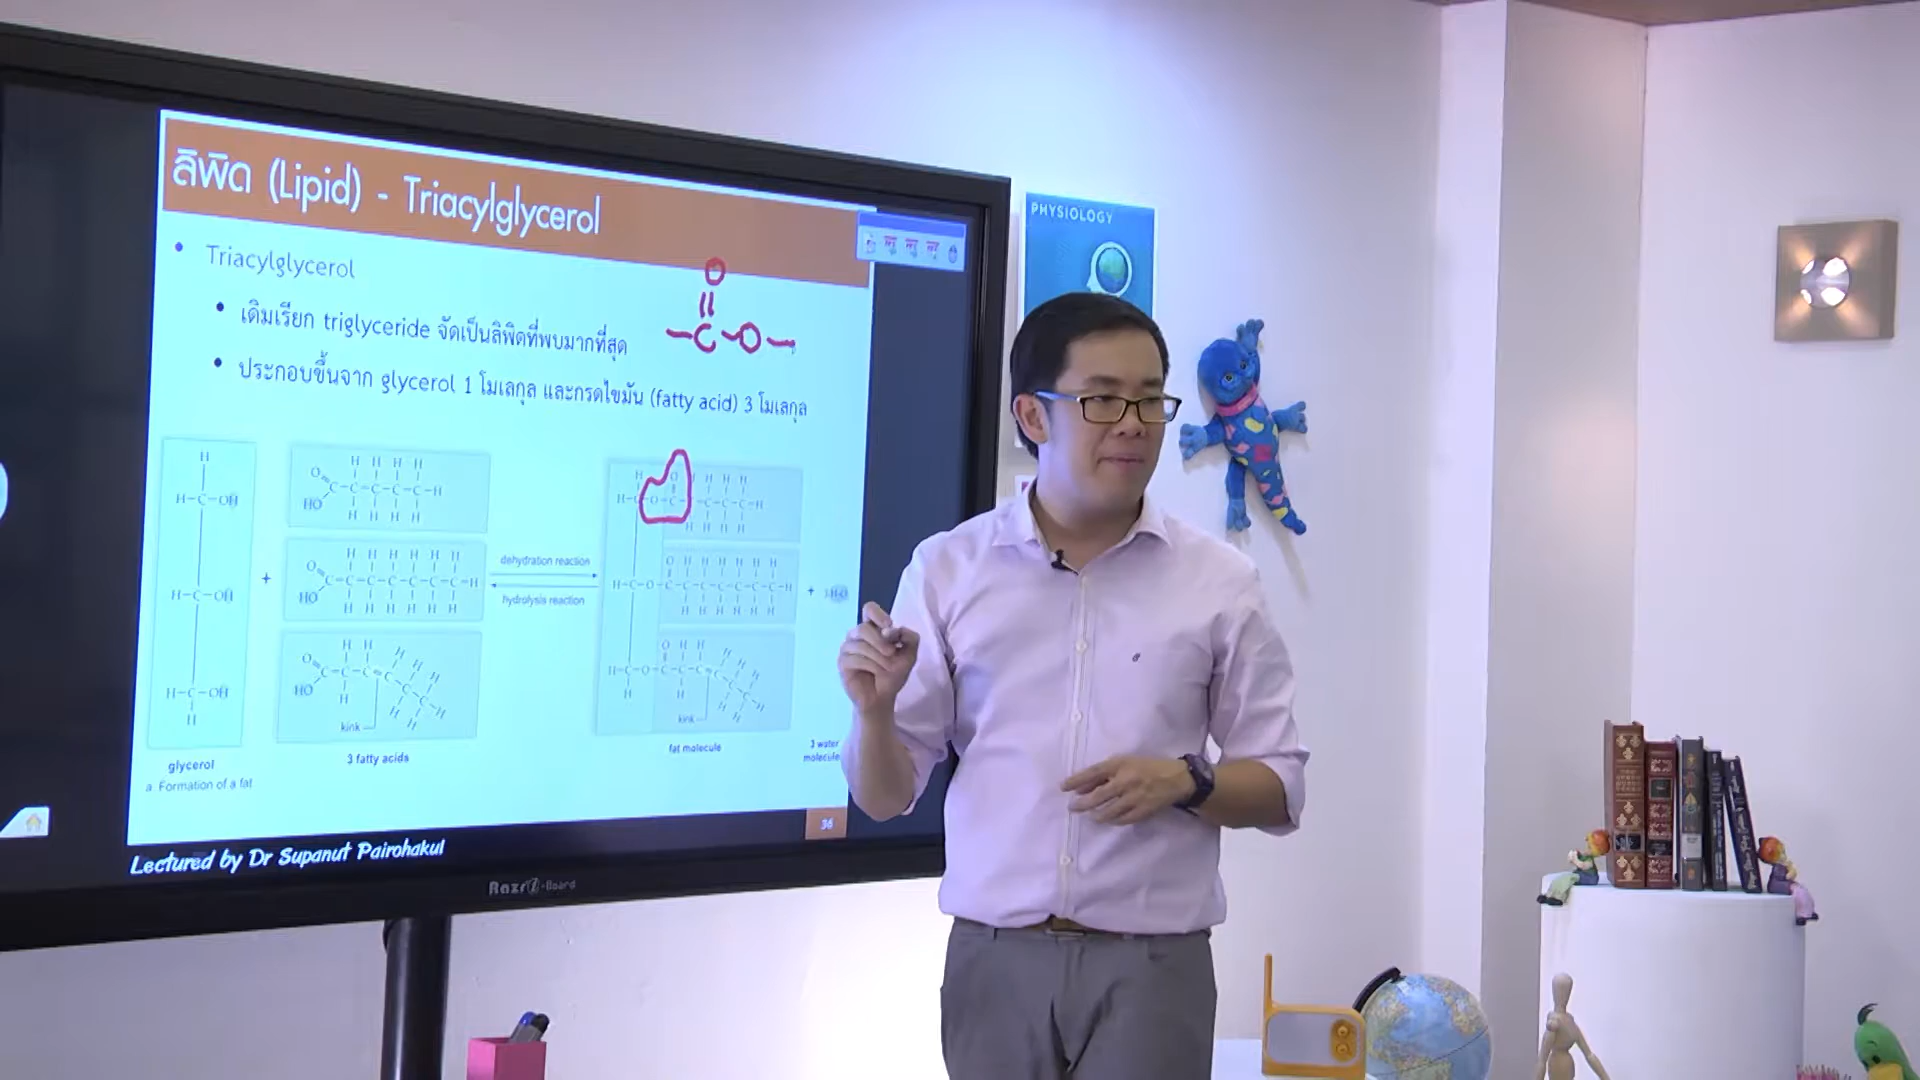 ลิพิด (Lipid) - Triacylglycerol
• Triacylglycerol
• เดิมเรียก triglyceride จัดเป็นลิพิดที่พบมากที่สุด
• ประกอบขึ้นจาก glycerol 1 โมเลกุล และกรดไขมัน (fatty acid) 3 โมเลกุล
O
C-O
dehydration reaction
hydrolysis reaction
kink
kink
glycerol
3 fatty acids
fat molecule
3 water
a Formation of a fat
36
Lectured by Dr Supanut Pairohakul
Razr-Board
PHYSIOLOGY